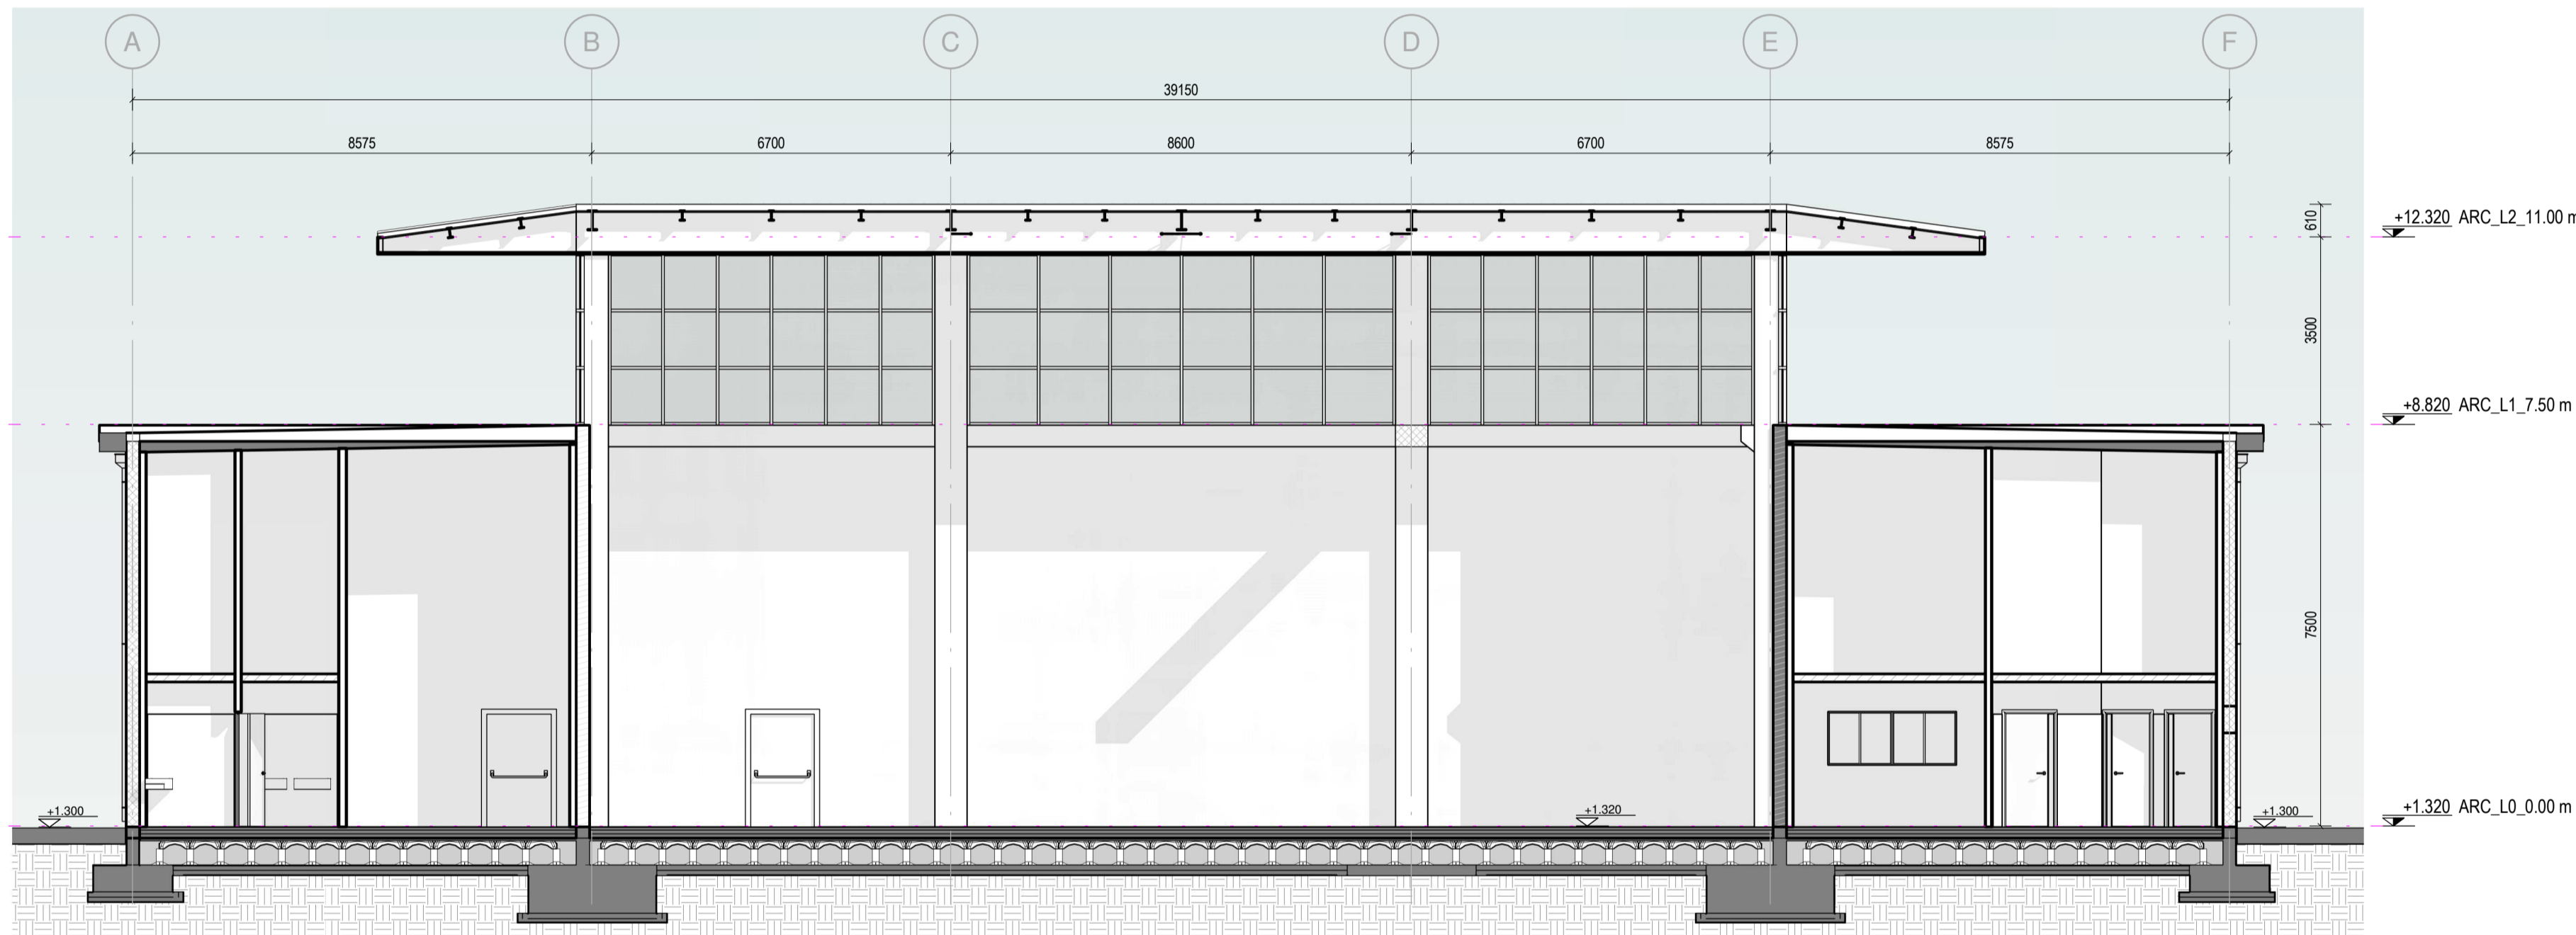 A B C D E F
39150
8575 6700 8600 6700 8575
610
+12.320 ARC_L2_11.00 m
3500
+8.820 ARC_L1_7.50 m
7500
+1.300
+1.320
+1.300
+1.320 ARC_L0_0.00 m